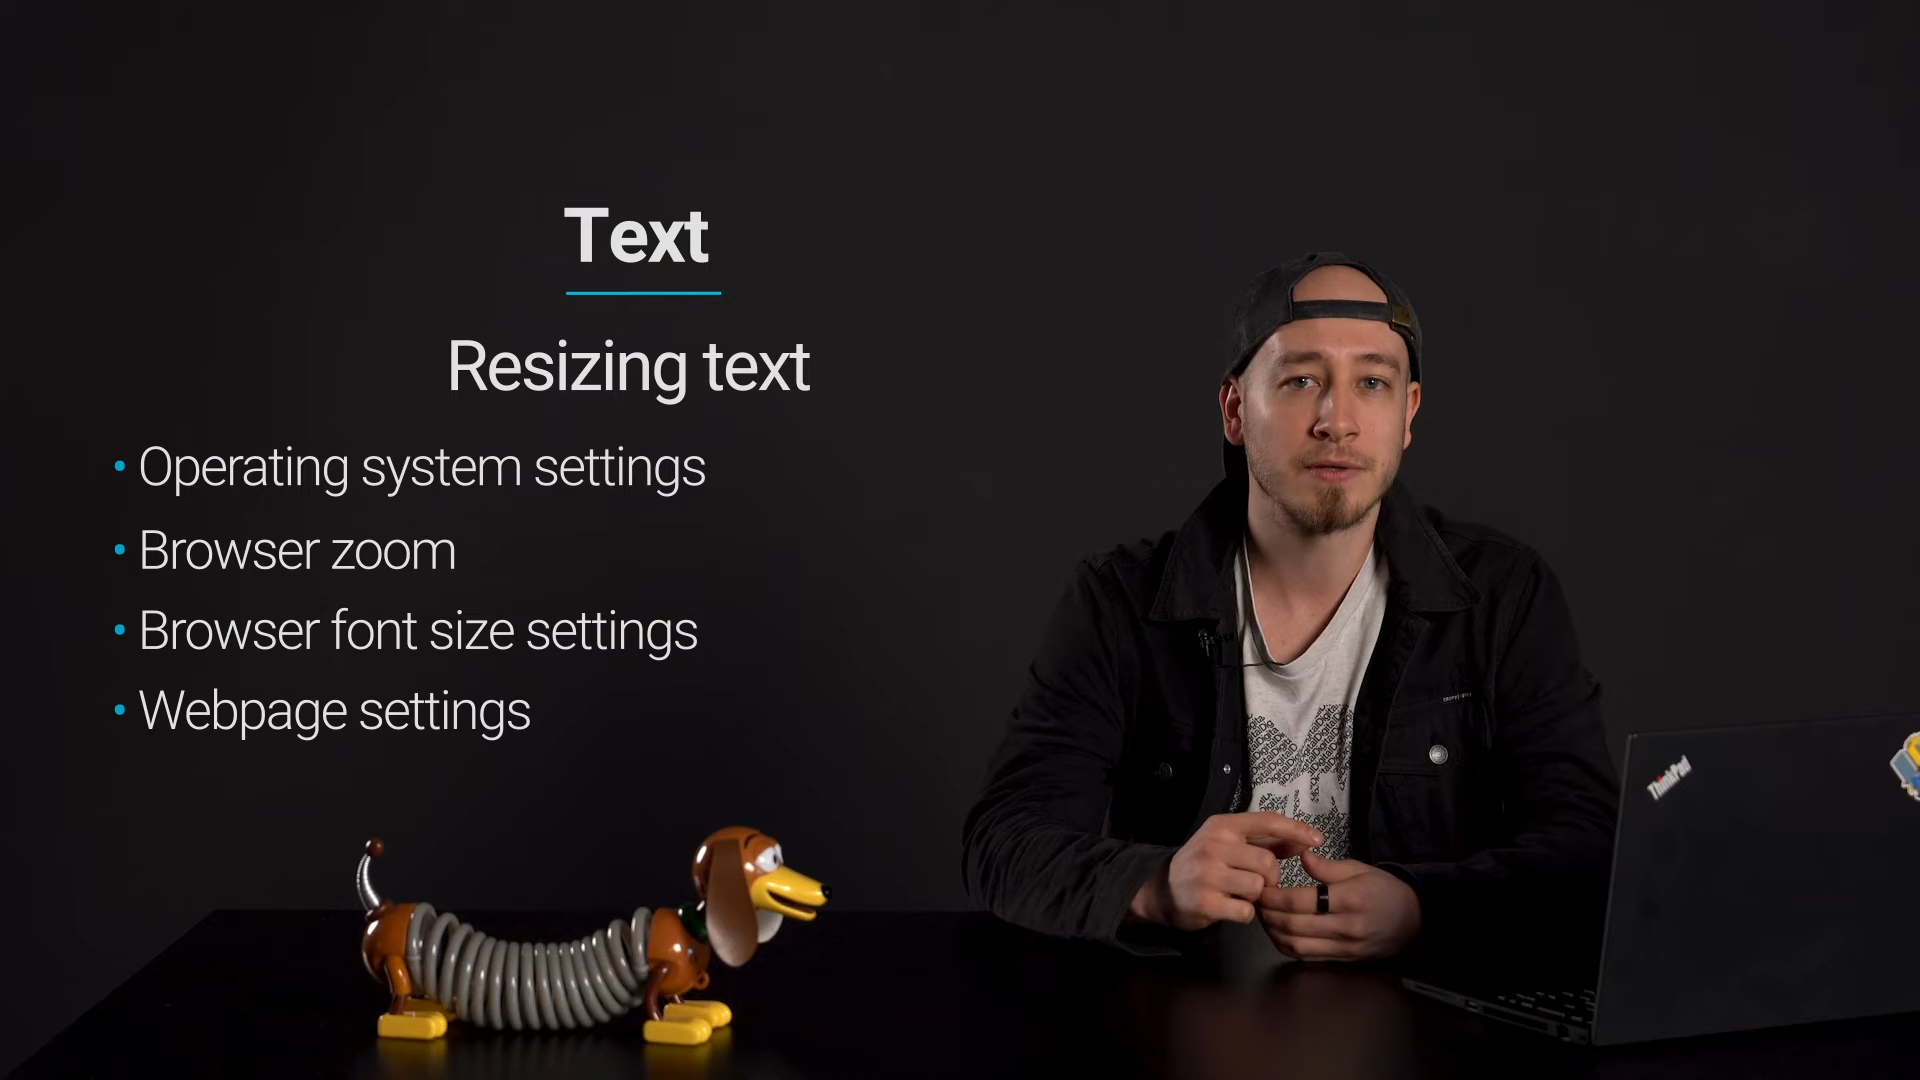 Text
Resizing text
• Operating system settings
• Browser zoom
• Browser font size settings
• Webpage settings
ThinkPad